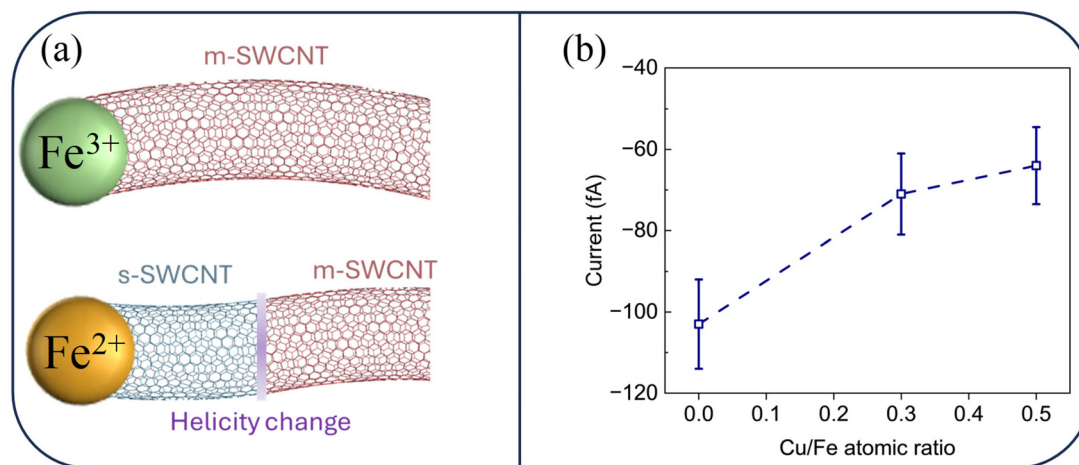 (a)
m-SWCNT
Fe³⁺
s-SWCNT
m-SWCNT
Fe²⁺
Helicity change
(b)
Current (fA)
−40
−60
−80
−100
−120
0.0 0.1 0.2 0.3 0.4 0.5
Cu/Fe atomic ratio